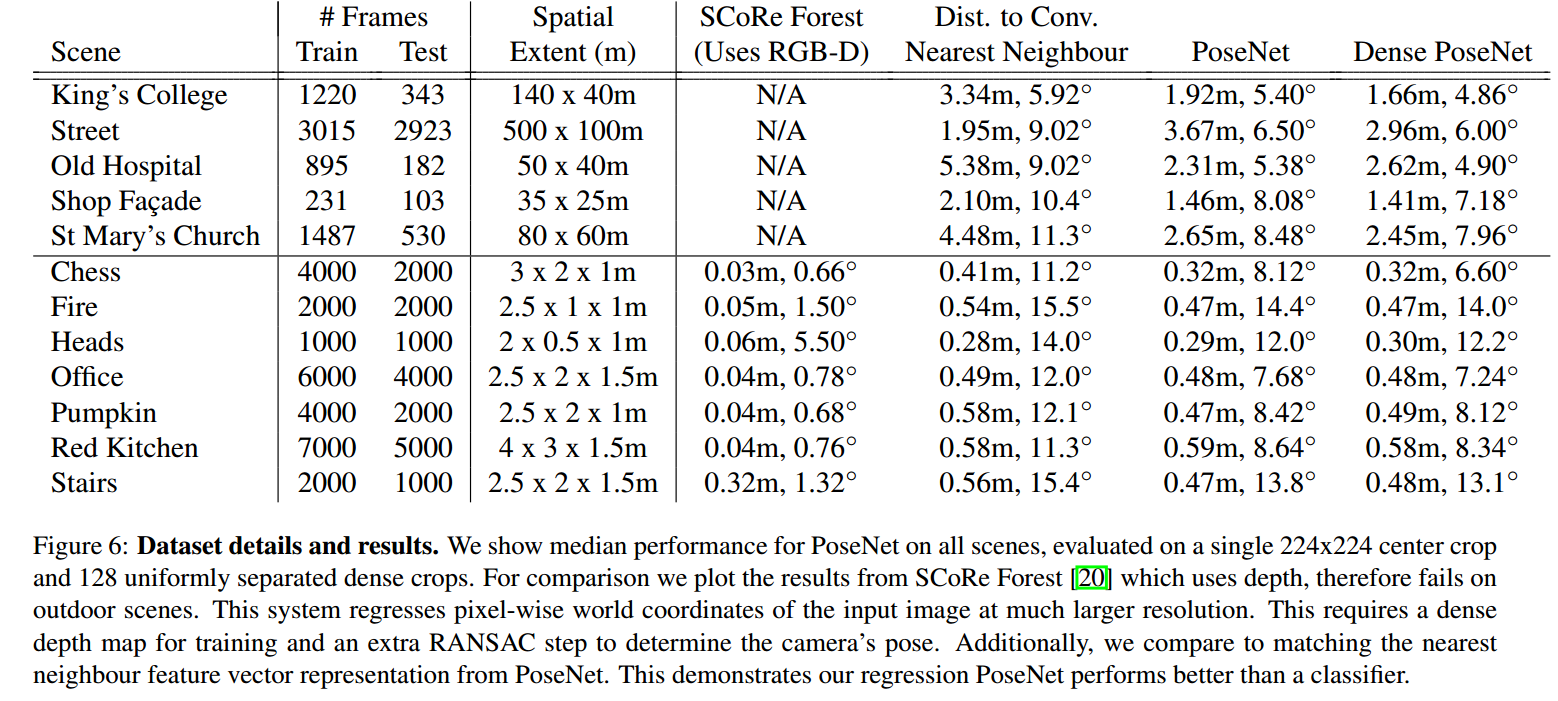 # Frames Spatial SCoRe Forest Dist. to Conv.
Scene Train Test Extent (m) (Uses RGB-D) Nearest Neighbour PoseNet Dense PoseNet
King's College 1220 343 140 x 40m N/A 3.34m, 5.92° 1.92m, 5.40° 1.66m, 4.86°
Street 3015 2923 500 x 100m N/A 1.95m, 9.02° 3.67m, 6.50° 2.96m, 6.00°
Old Hospital 895 182 50 x 40m N/A 5.38m, 9.02° 2.31m, 5.38° 2.62m, 4.90°
Shop Façade 231 103 35 x 25m N/A 2.10m, 10.4° 1.46m, 8.08° 1.41m, 7.18°
St Mary's Church 1487 530 80 x 60m N/A 4.48m, 11.3° 2.65m, 8.48° 2.45m, 7.96°
Chess 4000 2000 3 x 2 x 1m 0.03m, 0.66° 0.41m, 11.2° 0.32m, 8.12° 0.32m, 6.60°
Fire 2000 2000 2.5 x 1 x 1m 0.05m, 1.50° 0.54m, 15.5° 0.47m, 14.4° 0.47m, 14.0°
Heads 1000 1000 2 x 0.5 x 1m 0.06m, 5.50° 0.28m, 14.0° 0.29m, 12.0° 0.30m, 12.2°
Office 6000 4000 2.5 x 2 x 1.5m 0.04m, 0.78° 0.49m, 12.0° 0.48m, 7.68° 0.48m, 7.24°
Pumpkin 4000 2000 2.5 x 2 x 1m 0.04m, 0.68° 0.58m, 12.1° 0.47m, 8.42° 0.49m, 8.12°
Red Kitchen 7000 5000 4 x 3 x 1.5m 0.04m, 0.76° 0.58m, 11.3° 0.59m, 8.64° 0.58m, 8.34°
Stairs 2000 1000 2.5 x 2 x 1.5m 0.32m, 1.32° 0.56m, 15.4° 0.47m, 13.8° 0.48m, 13.1°
Figure 6: Dataset details and results. We show median performance for PoseNet on all scenes, evaluated on a single 224x224 center crop
and 128 uniformly separated dense crops. For comparison we plot the results from SCoRe Forest [20] which uses depth, therefore fails on
outdoor scenes. This system regresses pixel-wise world coordinates of the input image at much larger resolution. This requires a dense
depth map for training and an extra RANSAC step to determine the camera's pose. Additionally, we compare to matching the nearest
neighbour feature vector representation from PoseNet. This demonstrates our regression PoseNet performs better than a classifier.